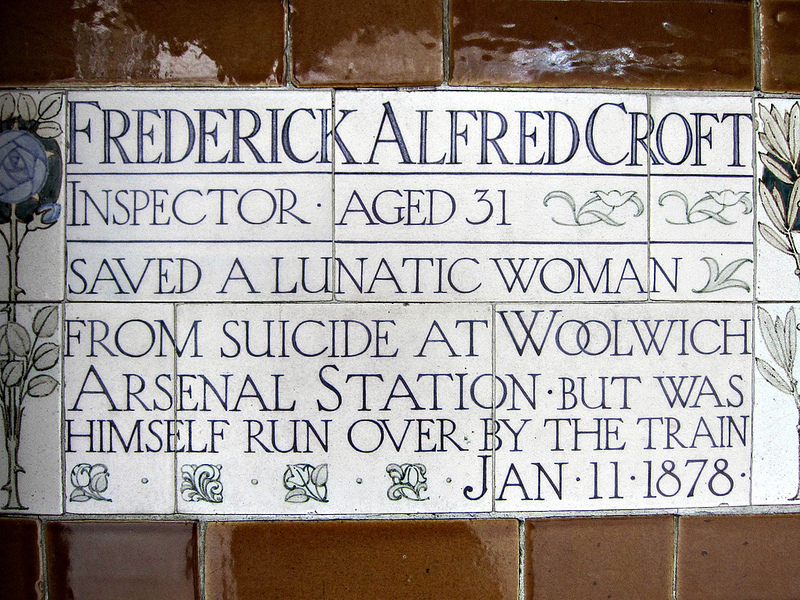 FREDERICK ALFRED CROFT
INSPECTOR · AGED 31
SAVED A LUNATIC WOMAN
FROM SUICIDE AT WOOLWICH
ARSENAL STATION · BUT WAS
HIMSELF RUN OVER BY THE TRAIN
JAN · 11 · 1878 ·